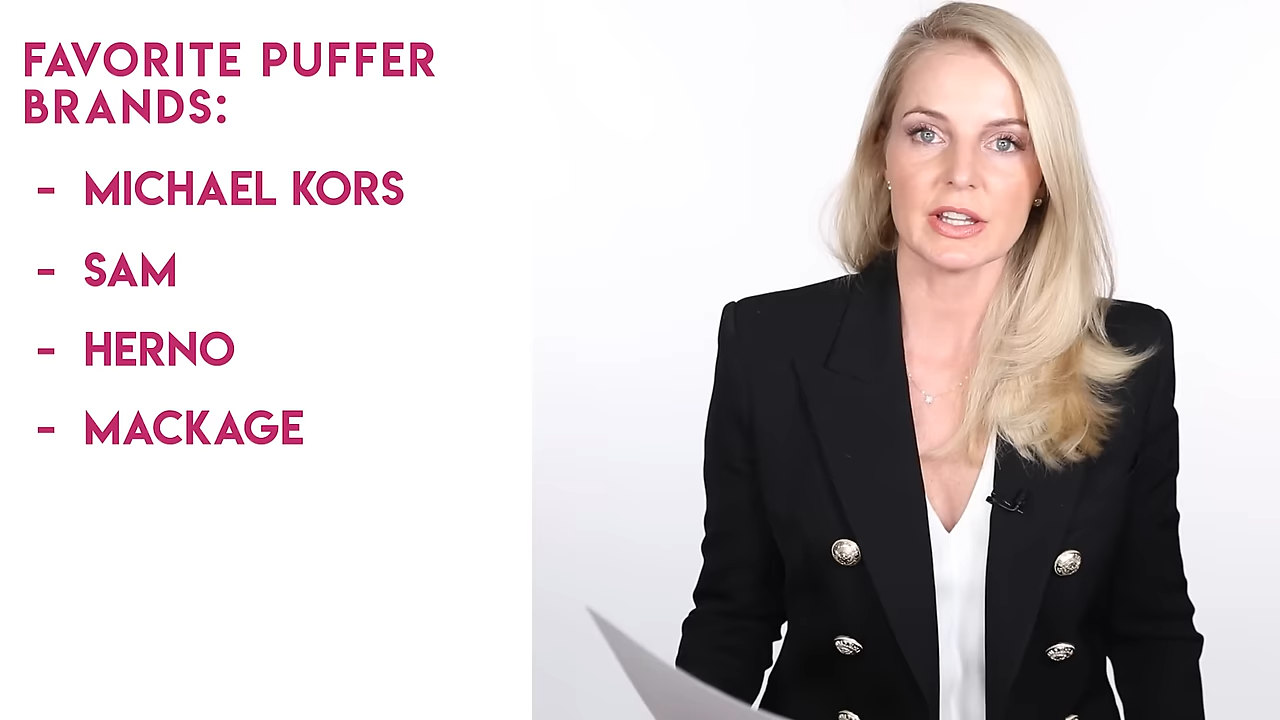 FAVORITE PUFFER
BRANDS:
- MICHAEL KORS
- SAM
- HERNO
- MACKAGE